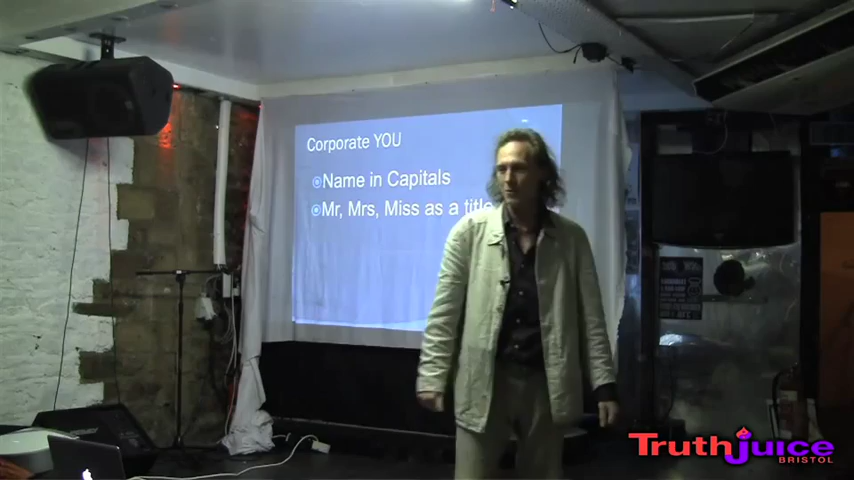 Corporate YOU
Name in Capitals
Mr, Mrs, Miss as a title
Truthjuice
BRISTOL